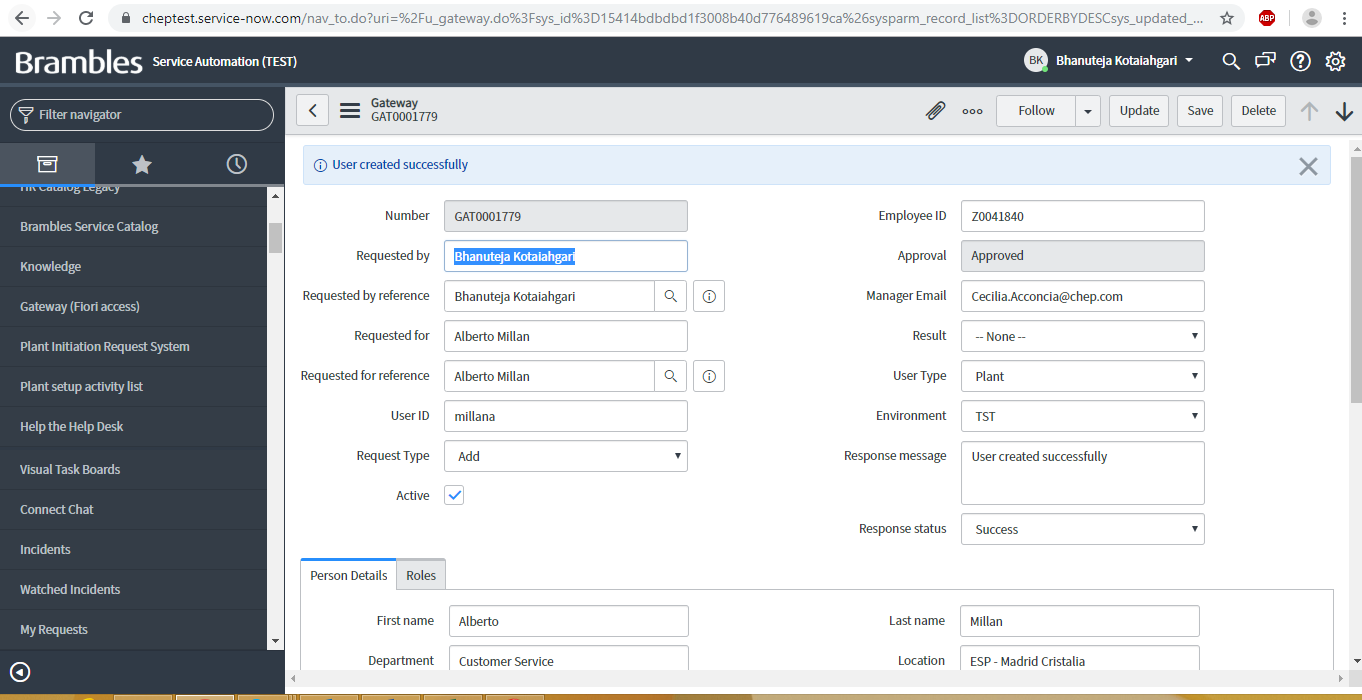 cheptest.service-now.com/nav_to.do?uri=%2Fu_gateway.do%3Fsys_id%3D15414bdbdbd1f3008b40d776489619ca%26sysparm_record_list%3DORDERBYDESCsys_updated_...
ABP
Brambles Service Automation (TEST)
BK Bhanuteja Kotaiahgari
Filter navigator
Gateway
GAT0001779
Follow
Update
Save
Delete
HR Catalog Legacy
Brambles Service Catalog
Knowledge
Gateway (Fiori access)
Plant Initiation Request System
Plant setup activity list
Help the Help Desk
Visual Task Boards
Connect Chat
Incidents
Watched Incidents
My Requests
User created successfully
Number GAT0001779
Requested by Bhanuteja Kotaiahgari
Requested by reference Bhanuteja Kotaiahgari
Requested for Alberto Millan
Requested for reference Alberto Millan
User ID millana
Request Type Add
Active
Employee ID Z0041840
Approval Approved
Manager Email Cecilia.Acconcia@chep.com
Result -- None --
User Type Plant
Environment TST
Response message User created successfully
Response status Success
Person Details
Roles
First name Alberto
Last name Millan
Department Customer Service
Location ESP - Madrid Cristalia